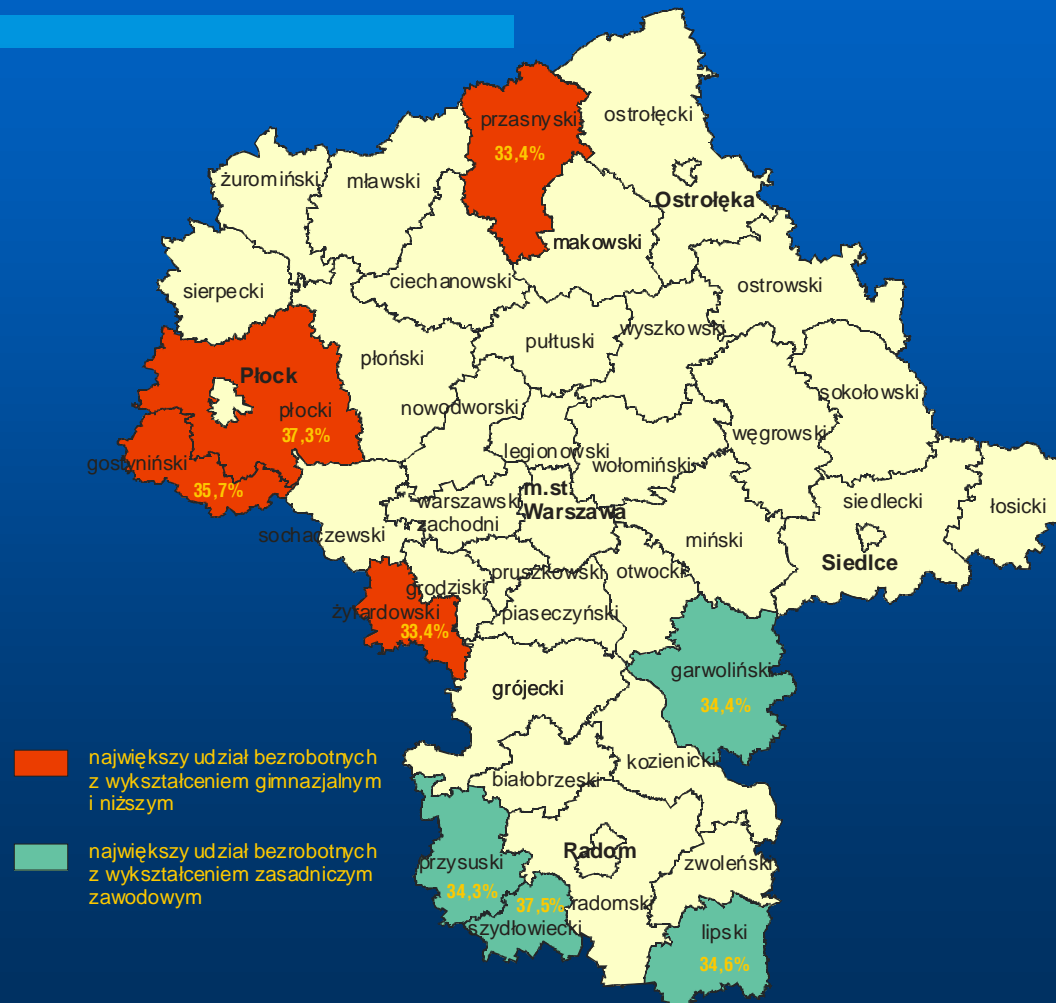 ostrołęcki
przasnyski
33,4%
żuromiński
mławski
Ostrołęka
makowski
ciechanowski
ostrowski
sierpecki
wyszkowski
pułtuski
płoński
Płock
sokołowski
nowodworski
płocki
37,3%
węgrowski
legionowski
gostyniński
wołomiński
35,7%
m.st.
Warszawa
warszawski
zachodni
siedlecki
łosicki
sochaczewski
miński
Siedlce
pruszkowski
otwocki
grodziski
żyrardowski
33,4%
piaseczyński
garwoliński
34,4%
grójecki
kozienicki
białobrzeski
największy udział bezrobotnych
z wykształceniem gimnazjalnym
i niższym
największy udział bezrobotnych
z wykształceniem zasadniczym
zawodowym
Radom
przysuski
34,3%
zwoleński
37,5%
radomski
szydłowiecki
lipski
34,6%